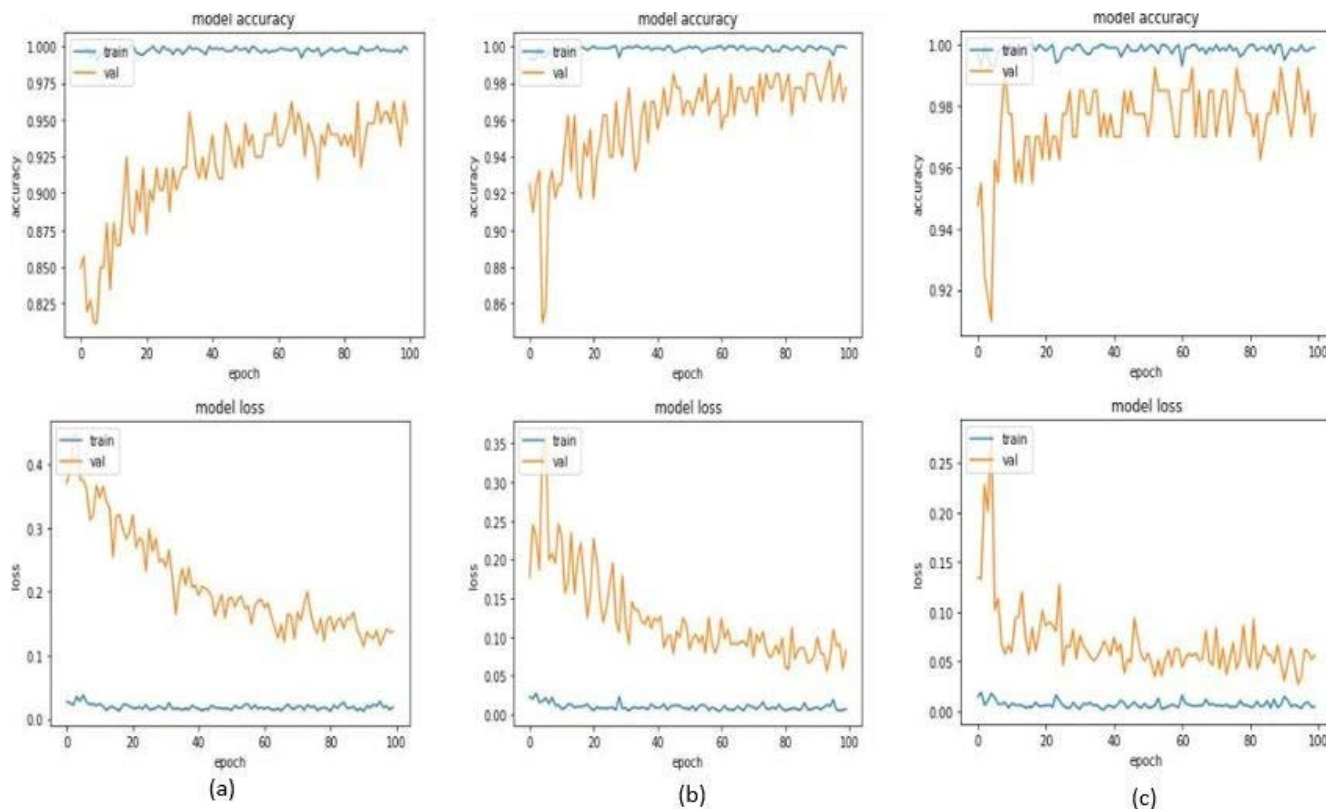 model accuracy
1.000
0.975
0.950
0.925
0.900
0.875
0.850
0.825
accuracy
train
val
0 20 40 60 80 100
epoch
model accuracy
1.00
0.98
0.96
0.94
0.92
0.90
0.88
0.86
accuracy
train
val
0 20 40 60 80 100
epoch
model accuracy
1.00
0.98
0.96
0.94
0.92
accuracy
train
val
0 20 40 60 80 100
epoch
model loss
0.4
0.3
0.2
0.1
0.0
loss
train
val
0 20 40 60 80 100
epoch
(a)
model loss
0.35
0.30
0.25
0.20
0.15
0.10
0.05
0.00
loss
train
val
0 20 40 60 80 100
epoch
(b)
model loss
0.25
0.20
0.15
0.10
0.05
0.00
loss
train
val
0 20 40 60 80 100
epoch
(c)